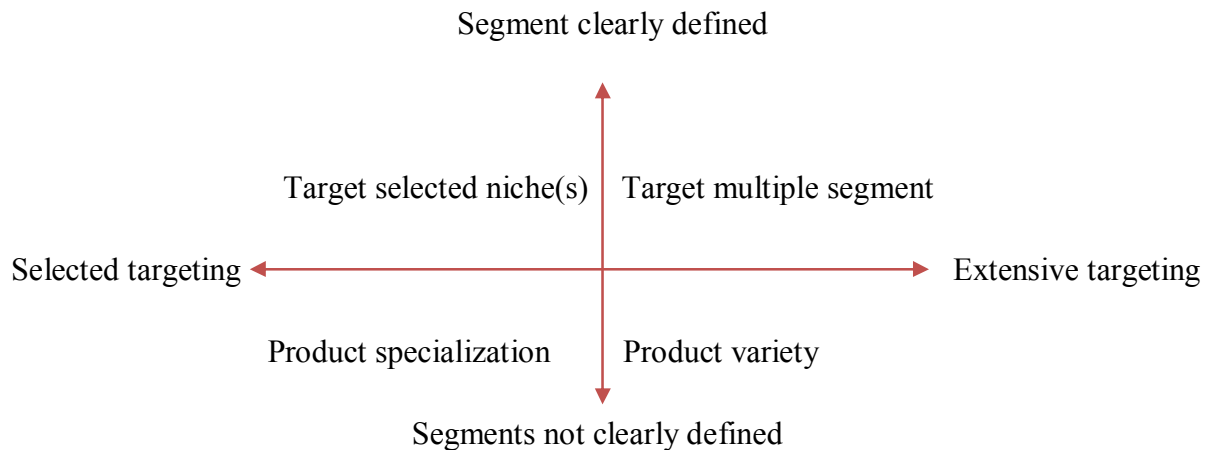 Segment clearly defined
Target selected niche(s)
Target multiple segment
Selected targeting
Extensive targeting
Product specialization
Product variety
Segments not clearly defined